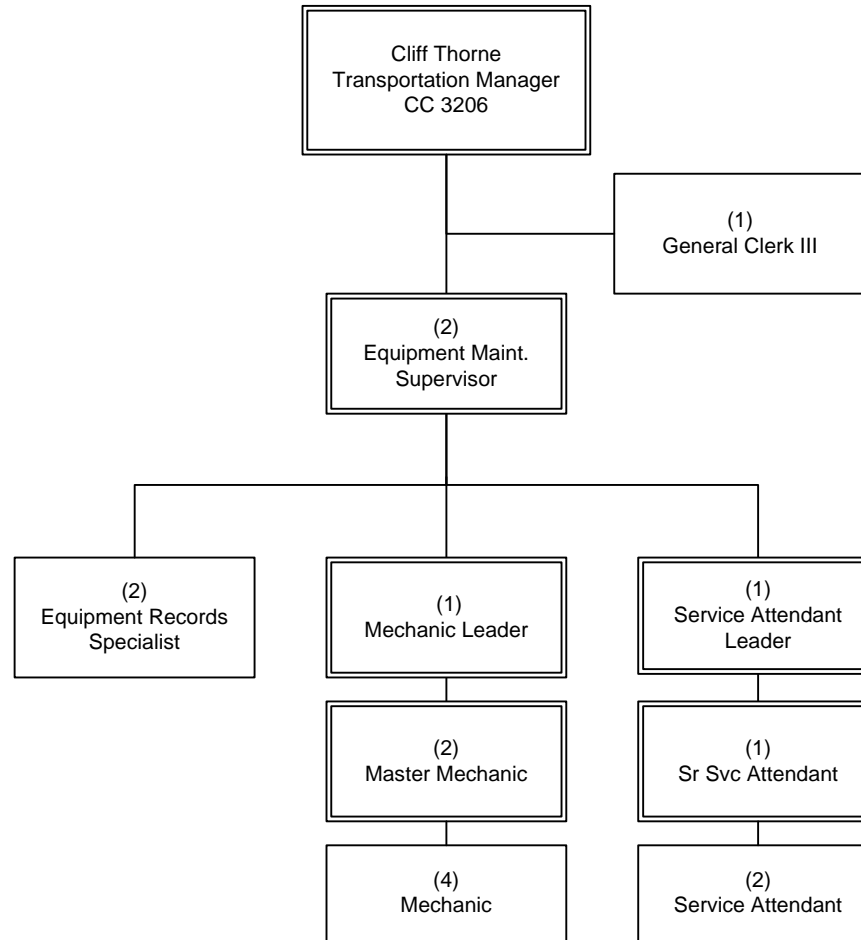 Cliff Thorne
Transportation Manager
CC 3206
(1)
General Clerk III
(2)
Equipment Maint.
Supervisor
(2)
Equipment Records
Specialist
(1)
Mechanic Leader
(1)
Service Attendant
Leader
(2)
Master Mechanic
(1)
Sr Svc Attendant
(4)
Mechanic
(2)
Service Attendant